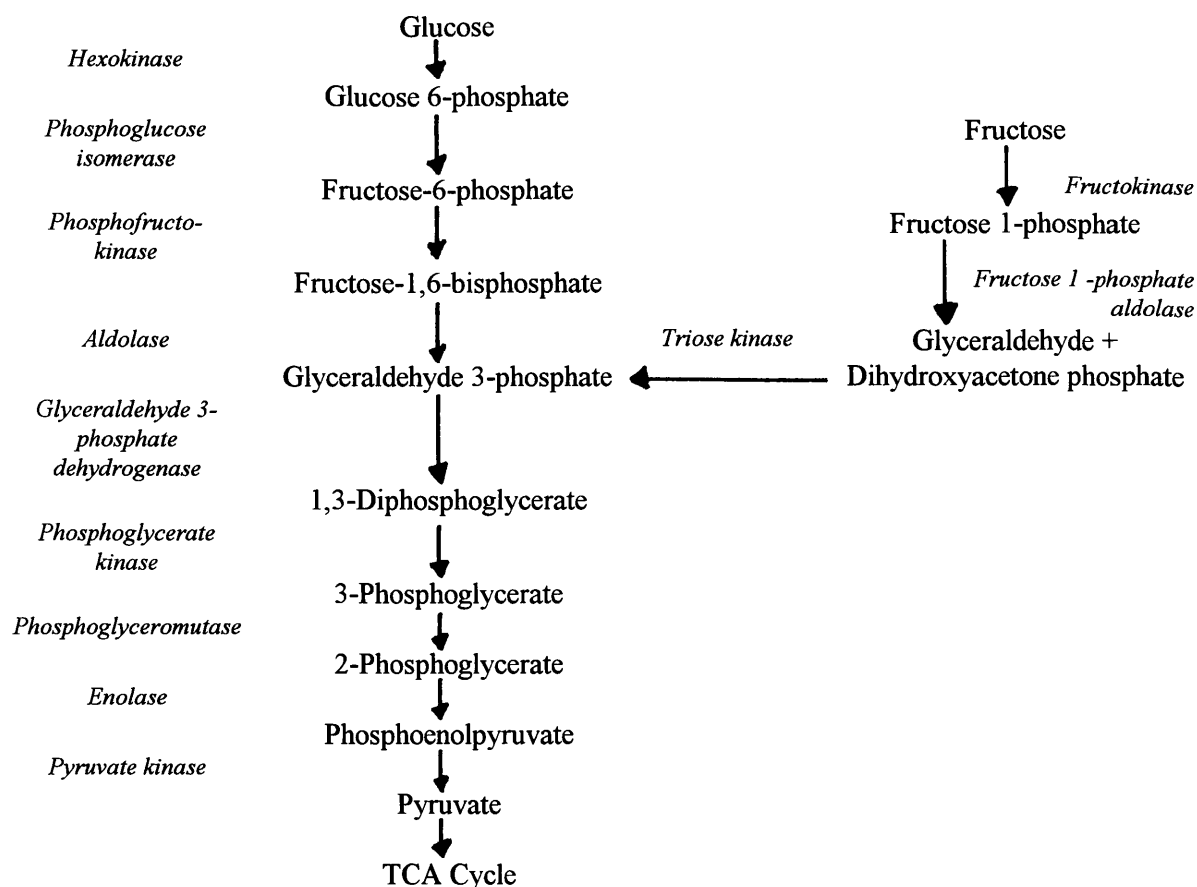 Glucose
Hexokinase
Glucose 6-phosphate
Phosphoglucose
isomerase
Fructose-6-phosphate
Phosphofructo-
kinase
Fructose-1,6-bisphosphate
Aldolase
Glyceraldehyde 3-phosphate
Glyceraldehyde 3-
phosphate
dehydrogenase
1,3-Diphosphoglycerate
Phosphoglycerate
kinase
3-Phosphoglycerate
Phosphoglyceromutase
2-Phosphoglycerate
Enolase
Phosphoenolpyruvate
Pyruvate kinase
Pyruvate
TCA Cycle
Fructose
Fructokinase
Fructose 1-phosphate
Fructose 1 -phosphate
aldolase
Glyceraldehyde +
Dihydroxyacetone phosphate
Triose kinase